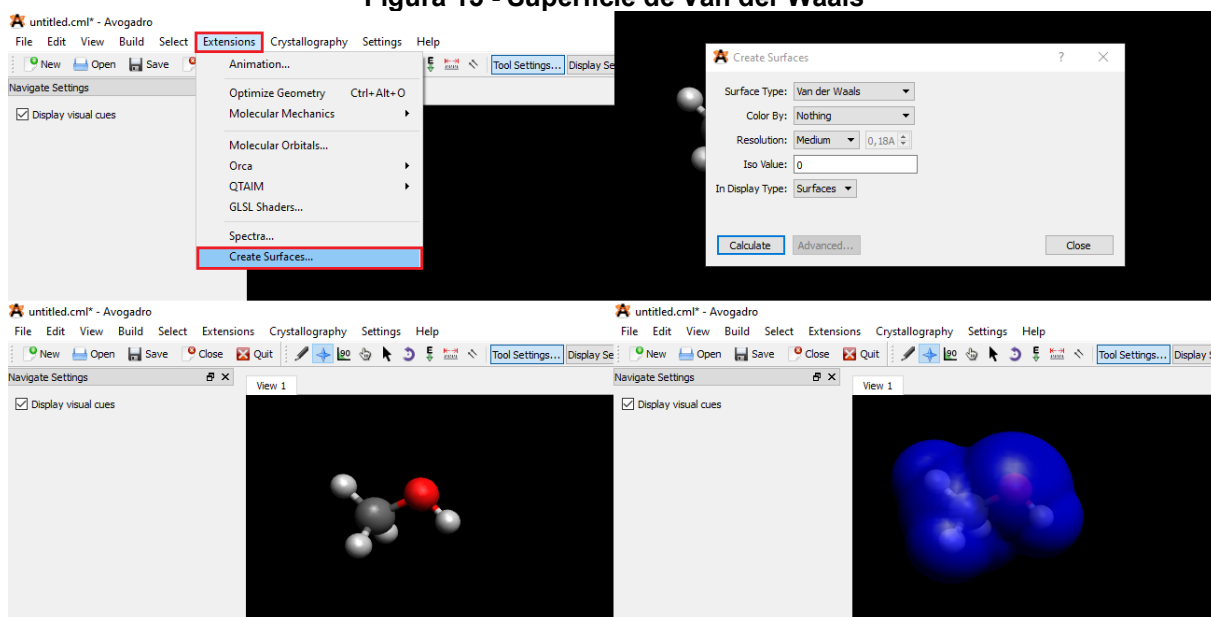 Figura 13 - Superfície de Van der Waals
untitled.cml* - Avogadro
File Edit View Build Select Extensions Crystallography Settings Help
New Open Save Tool Settings... Display Se
Navigate Settings
Display visual cues
Animation...
Optimize Geometry Ctrl+Alt+O
Molecular Mechanics
Molecular Orbitals...
Orca
QTAIM
GLSL Shaders...
Spectra...
Create Surfaces...
Create Surfaces ? ×
Surface Type: Van der Waals
Color By: Nothing
Resolution: Medium 0,18A
Iso Value: 0
In Display Type: Surfaces
Calculate Advanced... Close
untitled.cml* - Avogadro
File Edit View Build Select Extensions Crystallography Settings Help
New Open Save Close Quit Tool Settings... Display Se
Navigate Settings
View 1
Display visual cues
untitled.cml* - Avogadro
File Edit View Build Select Extensions Crystallography Settings Help
New Open Save Close Quit Tool Settings... Display
Navigate Settings
View 1
Display visual cues